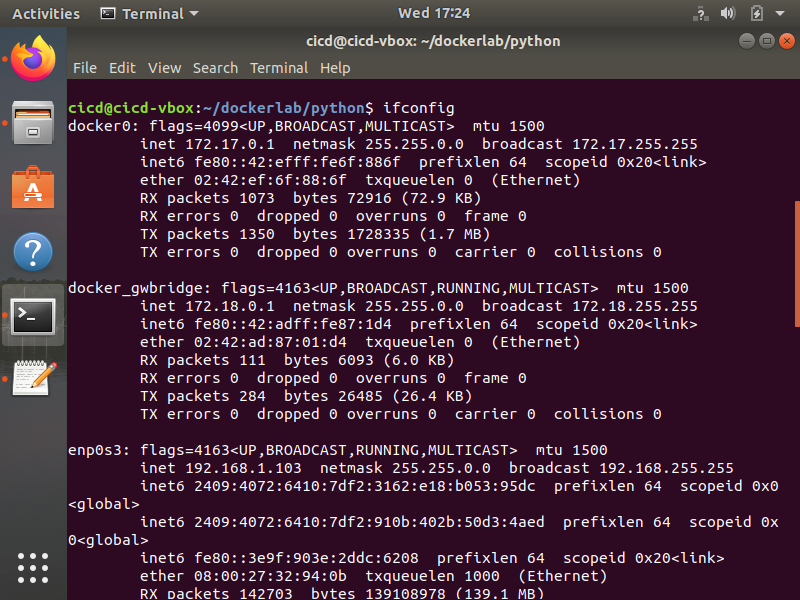 Activities
Terminal
Wed 17:24
cicd@cicd-vbox: ~/dockerlab/python
File Edit View Search Terminal Help
cicd@cicd-vbox:~/dockerlab/python$ ifconfig
docker0: flags=4099<UP,BROADCAST,MULTICAST>  mtu 1500
        inet 172.17.0.1  netmask 255.255.0.0  broadcast 172.17.255.255
        inet6 fe80::42:efff:fe6f:886f  prefixlen 64  scopeid 0x20<link>
        ether 02:42:ef:6f:88:6f  txqueuelen 0  (Ethernet)
        RX packets 1073  bytes 72916 (72.9 KB)
        RX errors 0  dropped 0  overruns 0  frame 0
        TX packets 1350  bytes 1728335 (1.7 MB)
        TX errors 0  dropped 0 overruns 0  carrier 0  collisions 0
docker_gwbridge: flags=4163<UP,BROADCAST,RUNNING,MULTICAST>  mtu 1500
        inet 172.18.0.1  netmask 255.255.0.0  broadcast 172.18.255.255
        inet6 fe80::42:adff:fe87:1d4  prefixlen 64  scopeid 0x20<link>
        ether 02:42:ad:87:01:d4  txqueuelen 0  (Ethernet)
        RX packets 111  bytes 6093 (6.0 KB)
        RX errors 0  dropped 0  overruns 0  frame 0
        TX packets 284  bytes 26485 (26.4 KB)
        TX errors 0  dropped 0 overruns 0  carrier 0  collisions 0
enp0s3: flags=4163<UP,BROADCAST,RUNNING,MULTICAST>  mtu 1500
        inet 192.168.1.103  netmask 255.255.0.0  broadcast 192.168.255.255
        inet6 2409:4072:6410:7df2:3162:e18:b053:95dc  prefixlen 64  scopeid 0x0
<global>
        inet6 2409:4072:6410:7df2:910b:402b:50d3:4aed  prefixlen 64  scopeid 0x
0<global>
        inet6 fe80::3e9f:903e:2ddc:6208  prefixlen 64  scopeid 0x20<link>
        ether 08:00:27:32:94:0b  txqueuelen 1000  (Ethernet)
        RX packets 142703  bytes 139108978 (139.1 MB)